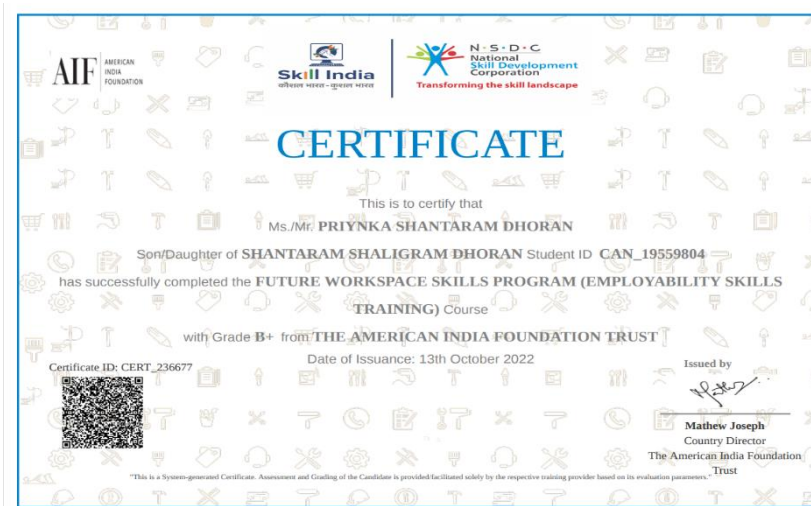 AIF AMERICAN
INDIA
FOUNDATION
Skill India
कौशल भारत - कुशल भारत
N·S·D·C
National
Skill Development
Corporation
Transforming the skill landscape
CERTIFICATE
This is to certify that
Ms./Mr. PRIYNKA SHANTARAM DHORAN
Son/Daughter of SHANTARAM SHALIGRAM DHORAN Student ID CAN_19559804
has successfully completed the FUTURE WORKSPACE SKILLS PROGRAM (EMPLOYABILITY SKILLS
TRAINING) Course
with Grade B+ from THE AMERICAN INDIA FOUNDATION TRUST
Date of Issuance: 13th October 2022
Certificate ID: CERT_236677
Issued by
Mathew Joseph
Country Director
The American India Foundation
Trust
"This is a System-generated Certificate. Assessment and Grading of the Candidate is provided/facilitated solely by the respective training provider based on its evaluation parameters."